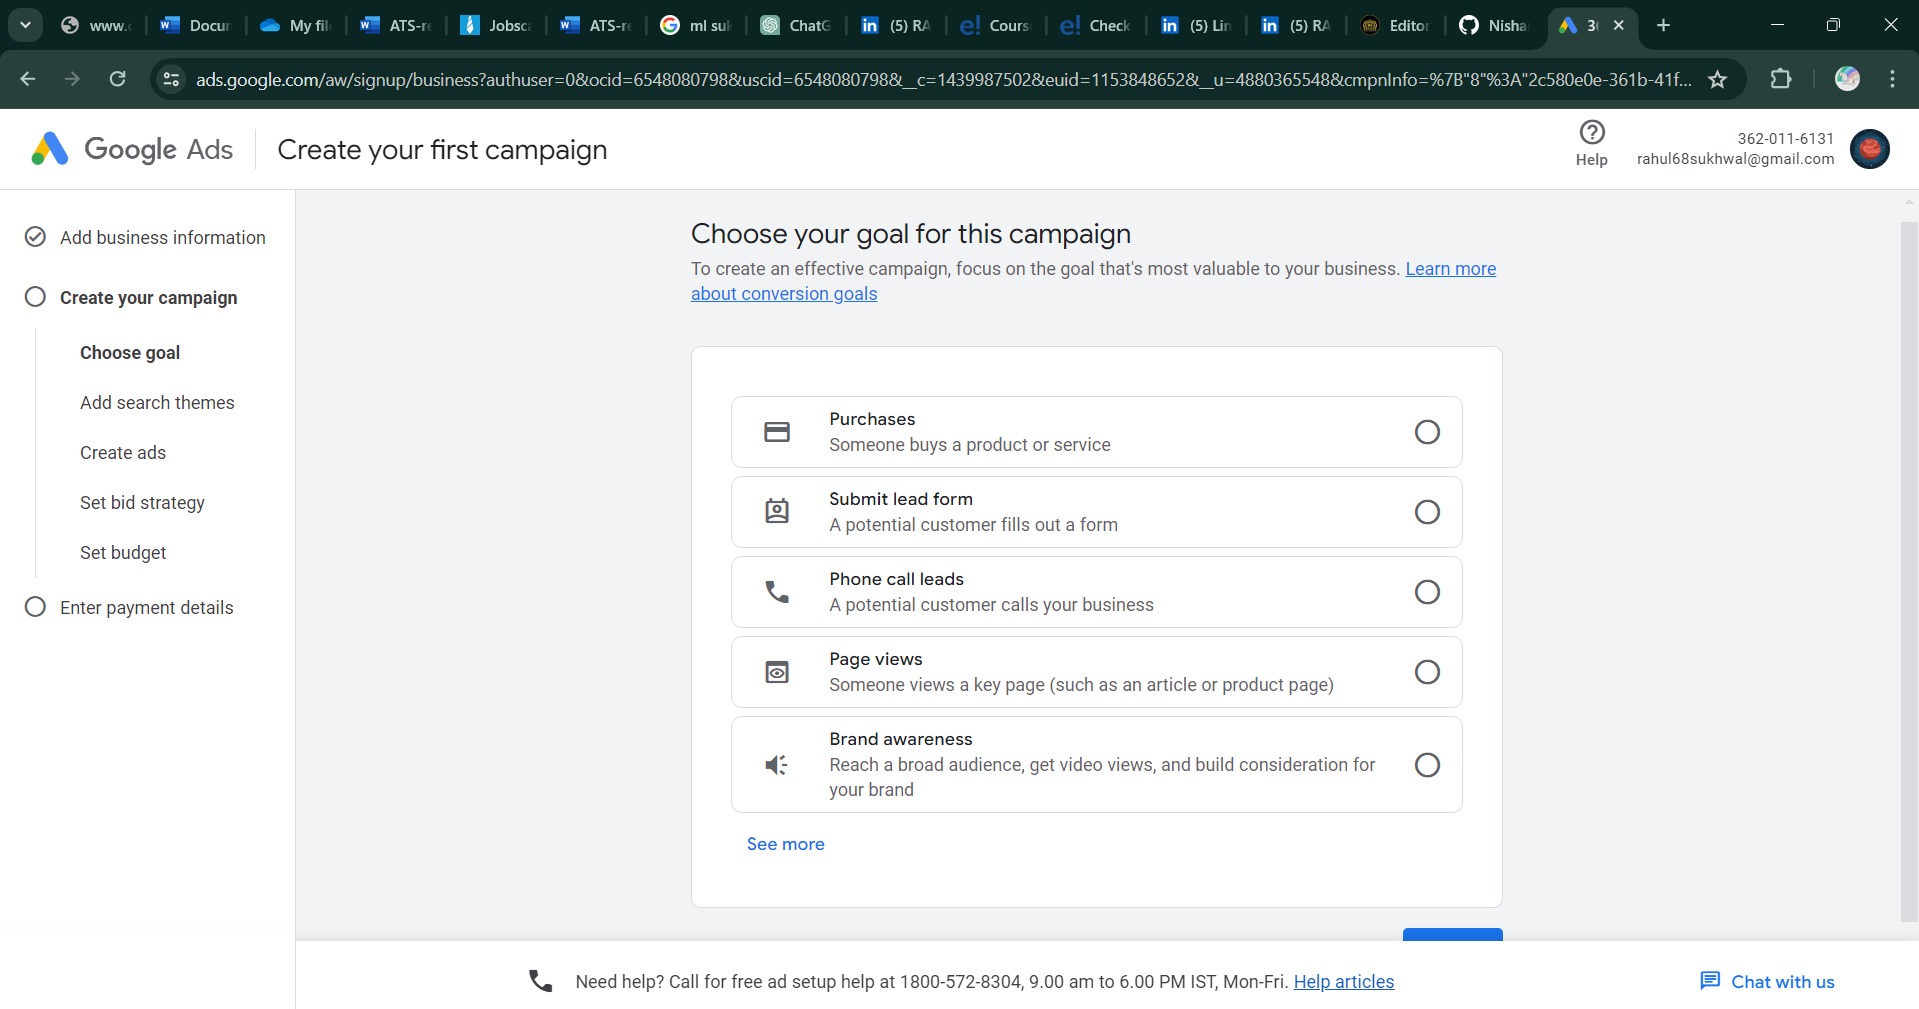 www.
Docun
My fil
ATS-r
Jobsc
ATS-r
ml suk
ChatG
(5) RA
Cours
Check
(5) Lin
(5) RA
Editor
Nisha
ads.google.com/aw/signup/business?authuser=0&ocid=6548080798&uscid=6548080798&__c=1439987502&euid=1153848652&__u=4880365548&cmpnInfo=%7B"8"%3A"2c580e0e-361b-41f...
Google Ads
Create your first campaign
Help
362-011-6131
rahul68sukhwal@gmail.com
Add business information
Create your campaign
Choose goal
Add search themes
Create ads
Set bid strategy
Set budget
Enter payment details
Choose your goal for this campaign
To create an effective campaign, focus on the goal that's most valuable to your business. Learn more
about conversion goals
Purchases
Someone buys a product or service
Submit lead form
A potential customer fills out a form
Phone call leads
A potential customer calls your business
Page views
Someone views a key page (such as an article or product page)
Brand awareness
Reach a broad audience, get video views, and build consideration for
your brand
See more
Need help? Call for free ad setup help at 1800-572-8304, 9.00 am to 6.00 PM IST, Mon-Fri. Help articles
Chat with us